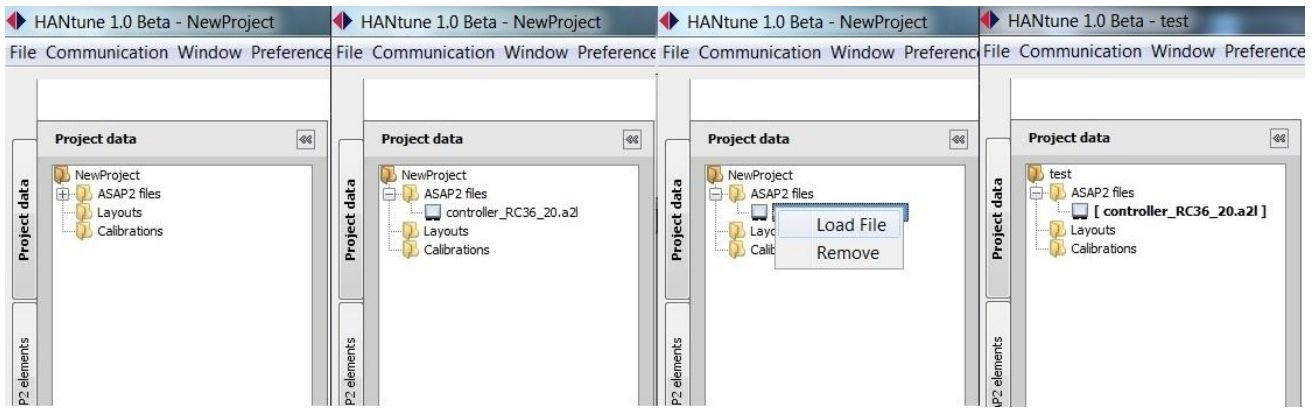 HANtune 1.0 Beta - NewProject
File Communication Window Preference
Project data
Project data
NewProject
ASAP2 files
Layouts
Calibrations
P2 elements
HANtune 1.0 Beta - NewProject
File Communication Window Preference
Project data
Project data
NewProject
ASAP2 files
controller_RC36_20.a2l
Layouts
Calibrations
P2 elements
HANtune 1.0 Beta - NewProject
File Communication Window Preference
Project data
Project data
NewProject
ASAP2 files
Load File
Layo
Calib
Remove
P2 elements
HANtune 1.0 Beta - test
File Communication Window Preference
Project data
Project data
test
ASAP2 files
[ controller_RC36_20.a2l ]
Layouts
Calibrations
AP2 elements